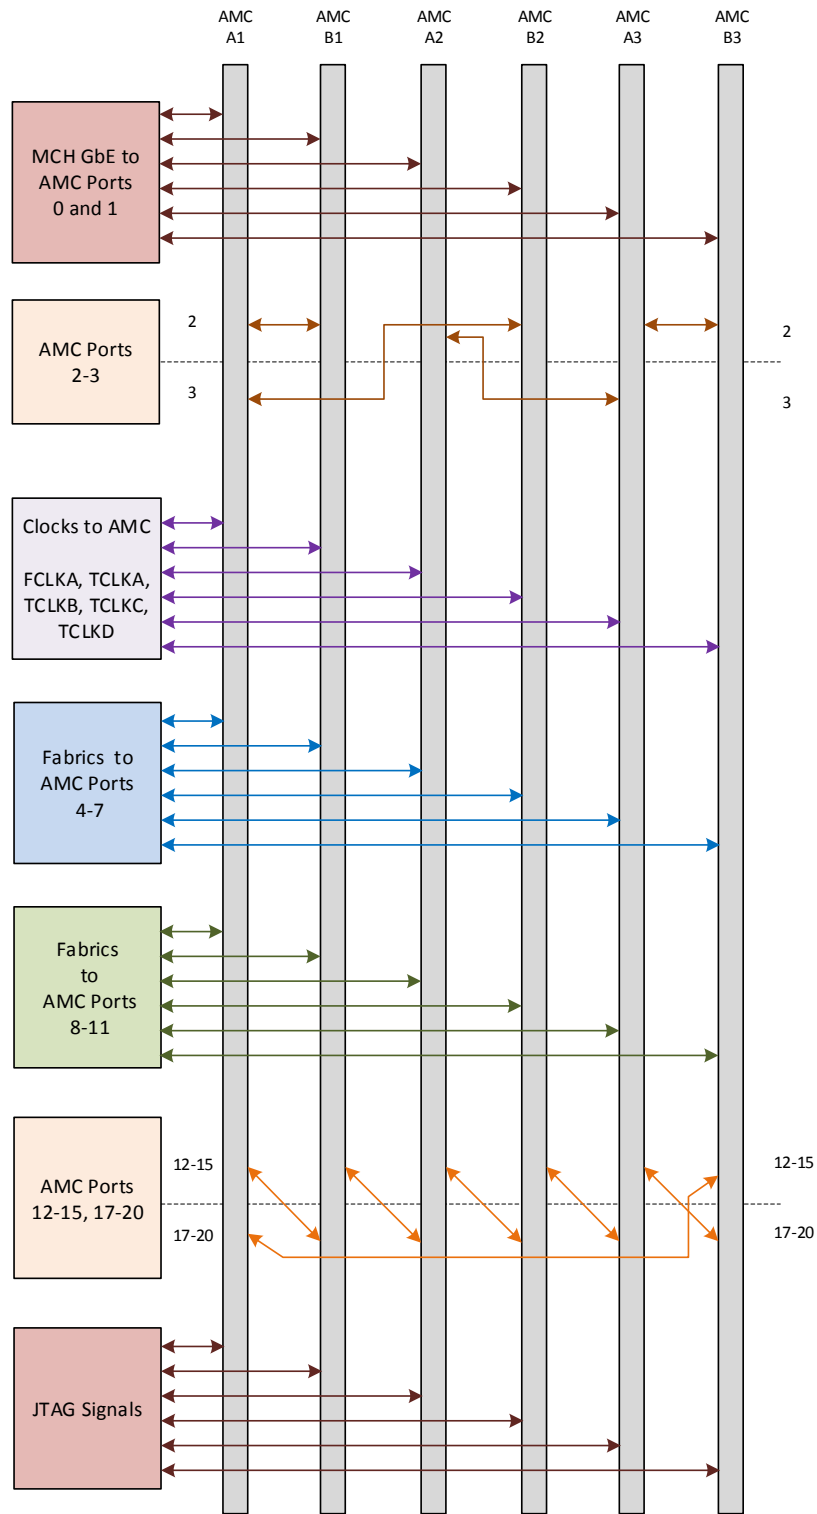 AMC
A1
AMC
B1
AMC
A2
AMC
B2
AMC
A3
AMC
B3
MCH GbE to
AMC Ports
0 and 1
AMC Ports
2-3
2
3
2
3
Clocks to AMC
FCLKA, TCLKA,
TCLKB, TCLKC,
TCLKD
Fabrics to
AMC Ports
4-7
Fabrics
to
AMC Ports
8-11
AMC Ports
12-15, 17-20
12-15
17-20
12-15
17-20
JTAG Signals